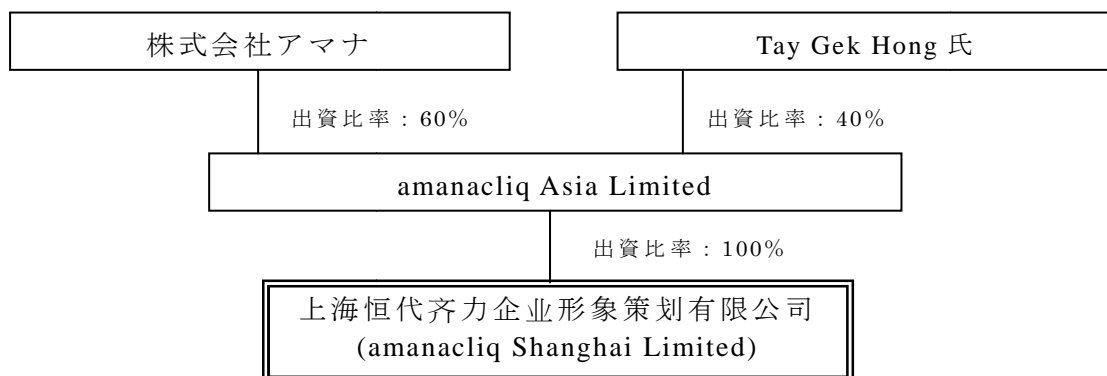 株式会社アマナ
Tay Gek Hong 氏
出資比率：60%
出資比率：40%
amanacliq Asia Limited
出資比率：100%
上海恒代齐力企业形象策划有限公司
(amanacliq Shanghai Limited)